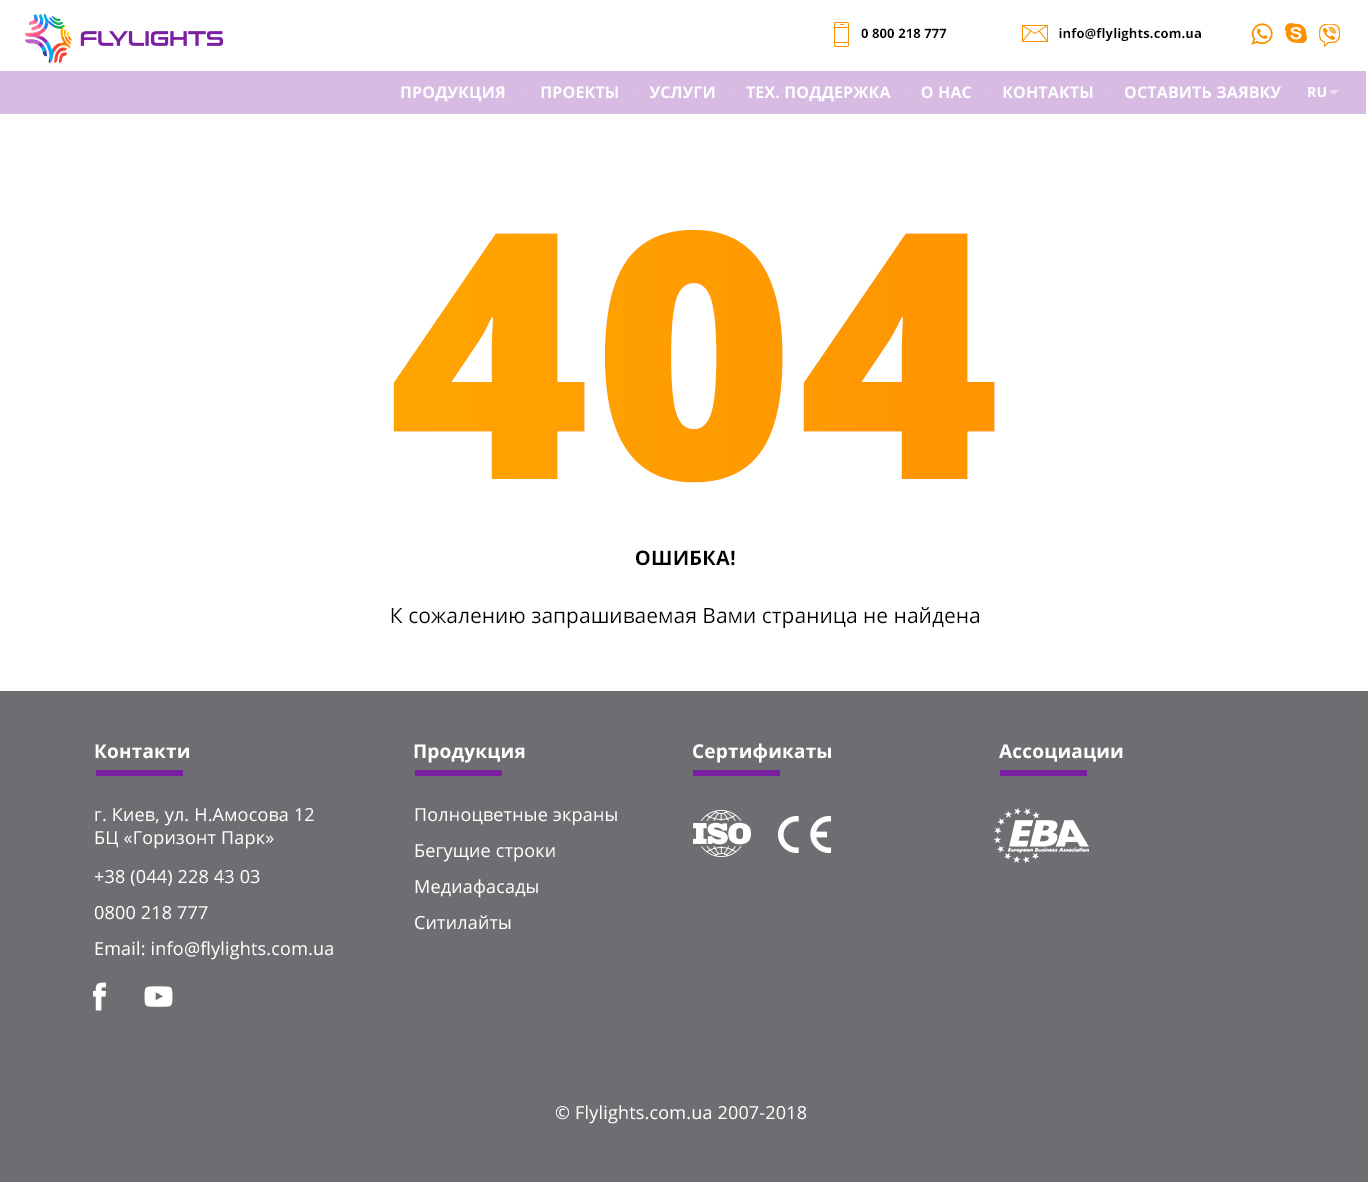 FLYLIGHTS
0 800 218 777
info@flylights.com.ua
ПРОДУКЦИЯ ПРОЕКТЫ УСЛУГИ ТЕХ. ПОДДЕРЖКА О НАС КОНТАКТЫ ОСТАВИТЬ ЗАЯВКУ RU
404
ОШИБКА!
К сожалению запрашиваемая Вами страница не найдена
Контакти
г. Киев, ул. Н.Амосова 12
БЦ «Горизонт Парк»
+38 (044) 228 43 03
0800 218 777
Email: info@flylights.com.ua
Продукция
Полноцветные экраны
Бегущие строки
Медиафасады
Ситилайты
Сертификаты
ISO CE
Ассоциации
EBA
European Business Association
© Flylights.com.ua 2007-2018